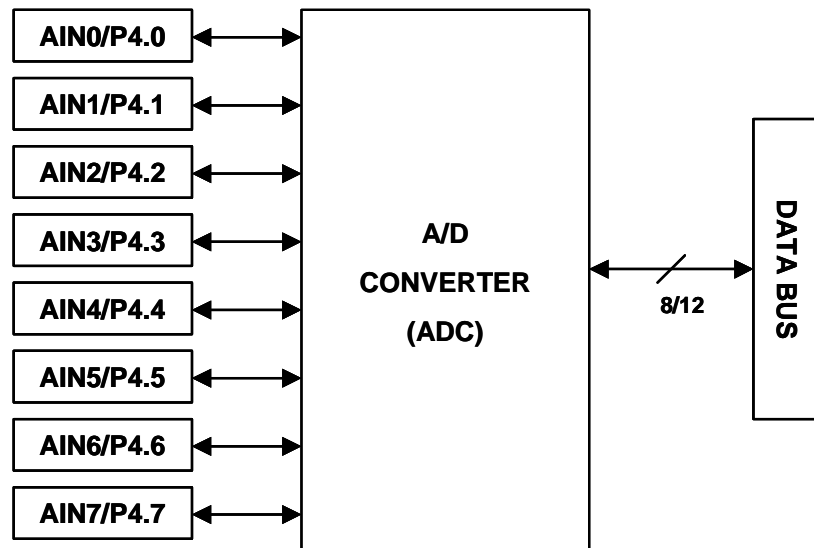 AIN0/P4.0
AIN1/P4.1
AIN2/P4.2
AIN3/P4.3
AIN4/P4.4
AIN5/P4.5
AIN6/P4.6
AIN7/P4.7
A/D
CONVERTER
(ADC)
8/12
DATA BUS